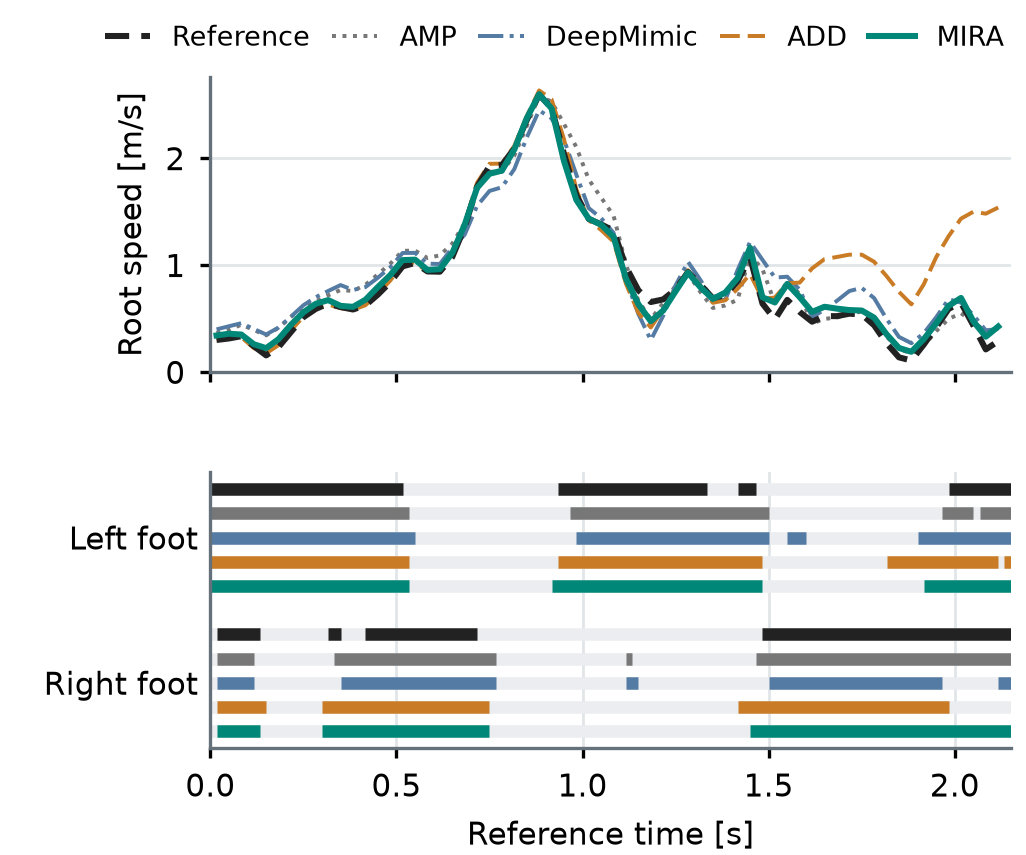 Reference AMP DeepMimic ADD MIRA
Root speed [m/s]
2
1
0
Left foot
Right foot
0.0 0.5 1.0 1.5 2.0
Reference time [s]